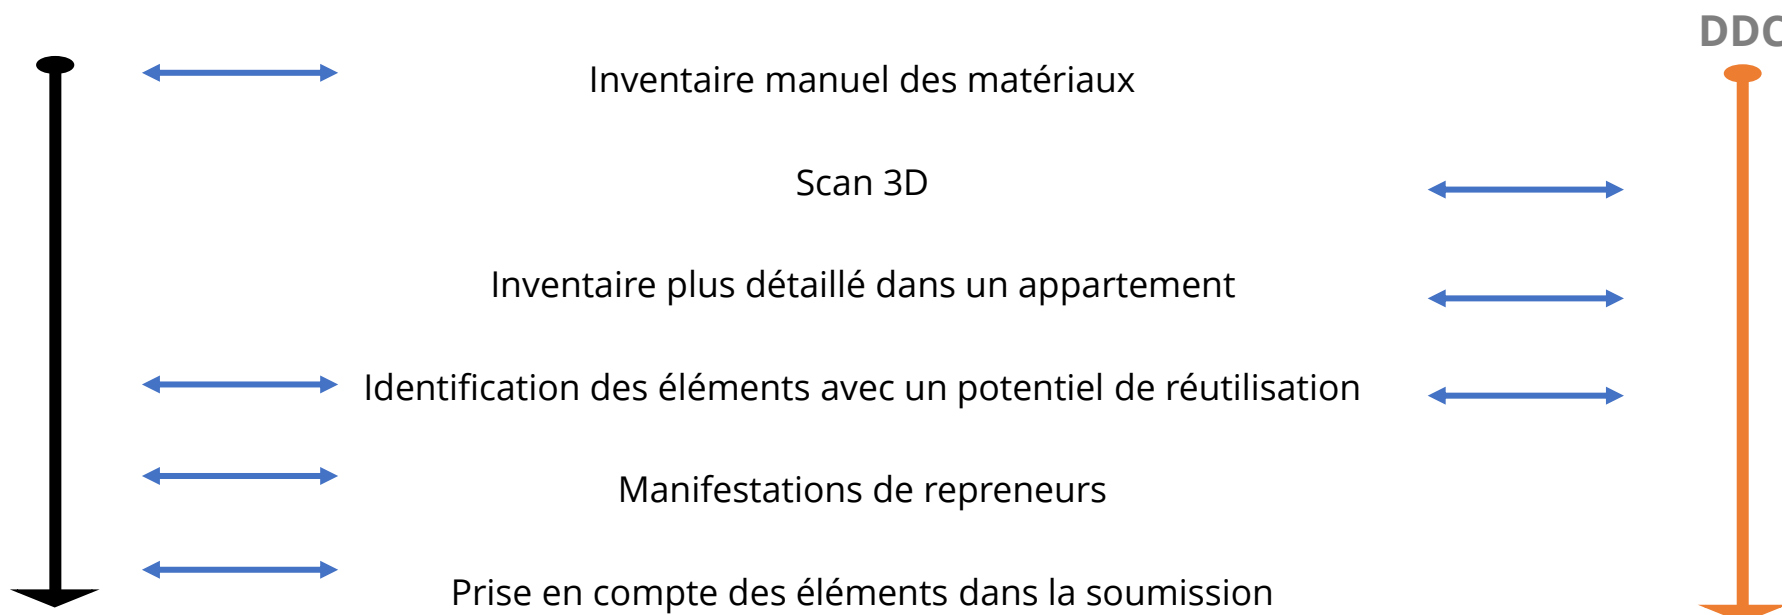 DDC
Inventaire manuel des matériaux
Scan 3D
Inventaire plus détaillé dans un appartement
Identification des éléments avec un potentiel de réutilisation
Manifestations de repreneurs
Prise en compte des éléments dans la soumission